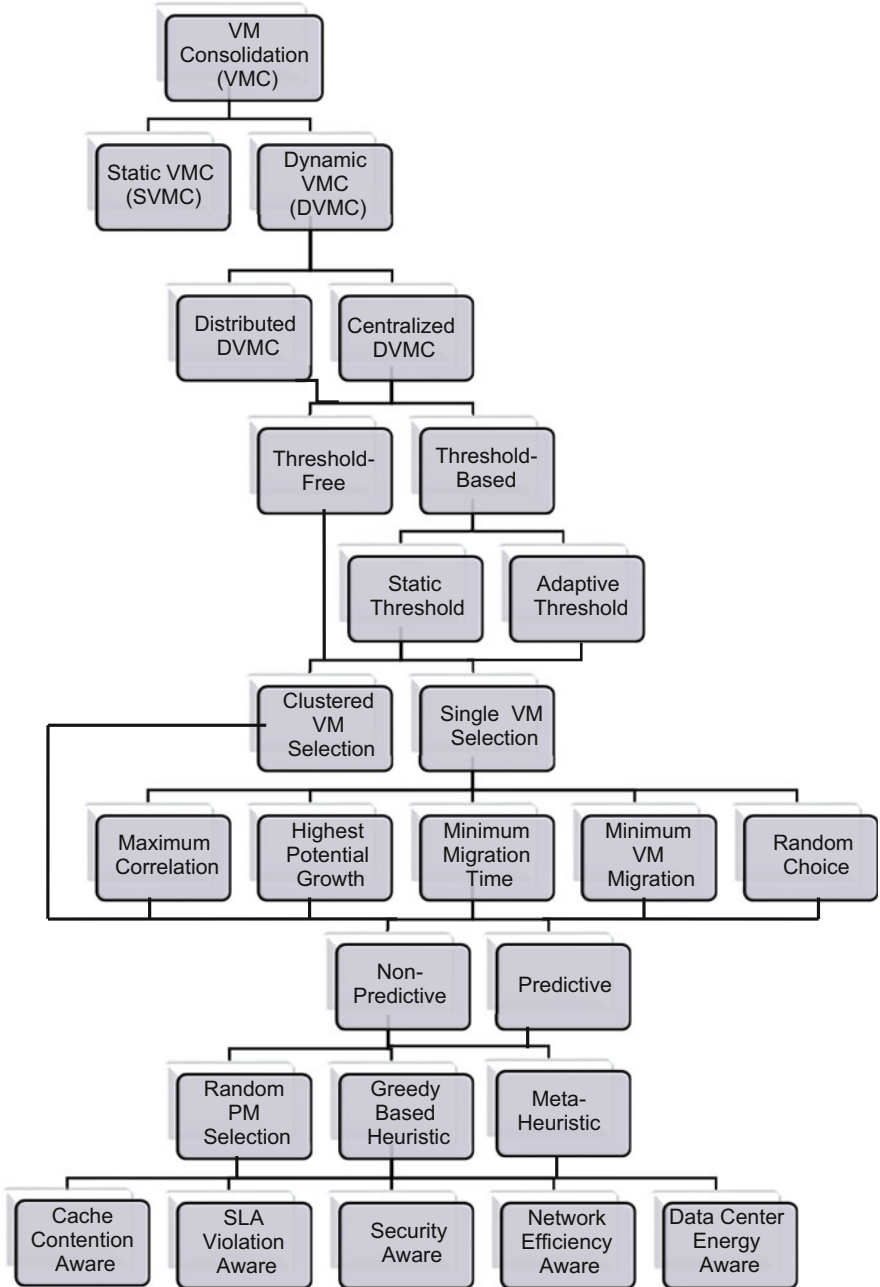 VM
Consolidation
(VMC)
Static VMC
(SVMC)
Dynamic
VMC
(DVMC)
Distributed
DVMC
Centralized
DVMC
Threshold-
Free
Threshold-
Based
Static
Threshold
Adaptive
Threshold
Clustered
VM
Selection
Single VM
Selection
Maximum
Correlation
Highest
Potential
Growth
Minimum
Migration
Time
Minimum
VM
Migration
Random
Choice
Non-
Predictive
Predictive
Random
PM
Selection
Greedy
Based
Heuristic
Meta-
Heuristic
Cache
Contention
Aware
SLA
Violation
Aware
Security
Aware
Network
Efficiency
Aware
Data Center
Energy
Aware